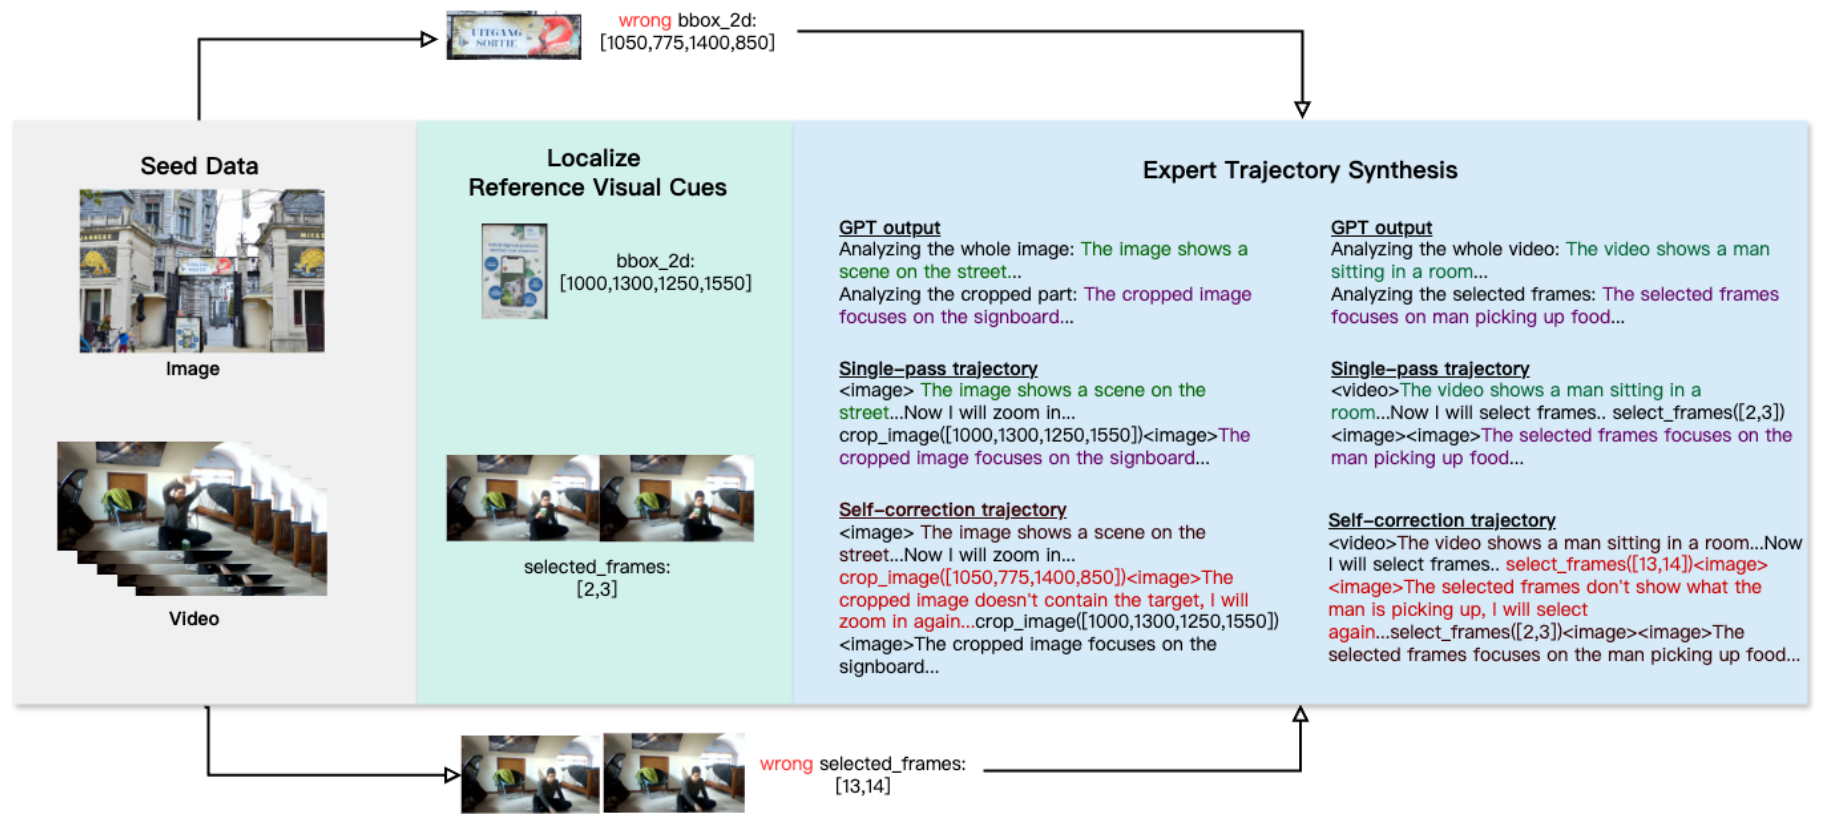 wrong bbox_2d:
[1050,775,1400,850]
UITGANG
SORTIE
Seed Data
Image
Video
Localize
Reference Visual Cues
bbox_2d:
[1000,1300,1250,1550]
selected_frames:
[2,3]
Expert Trajectory Synthesis
GPT output
Analyzing the whole image: The image shows a
scene on the street...
Analyzing the cropped part: The cropped image
focuses on the signboard...
Single-pass trajectory
<image> The image shows a scene on the
street...Now I will zoom in...
crop_image([1000,1300,1250,1550])<image>The
cropped image focuses on the signboard...
Self-correction trajectory
<image> The image shows a scene on the
street...Now I will zoom in...
crop_image([1050,775,1400,850])<image>The
cropped image doesn't contain the target, I will
zoom in again...crop_image([1000,1300,1250,1550])
<image>The cropped image focuses on the
signboard...
GPT output
Analyzing the whole video: The video shows a man
sitting in a room...
Analyzing the selected frames: The selected frames
focuses on man picking up food...
Single-pass trajectory
<video>The video shows a man sitting in a
room...Now I will select frames.. select_frames([2,3])
<image><image>The selected frames focuses on the
man picking up food...
Self-correction trajectory
<video>The video shows a man sitting in a room...Now
I will select frames.. select_frames([13,14])<image>
<image>The selected frames don't show what the
man is picking up, I will select
again...select_frames([2,3])<image><image>The
selected frames focuses on the man picking up food...
wrong selected_frames:
[13,14]